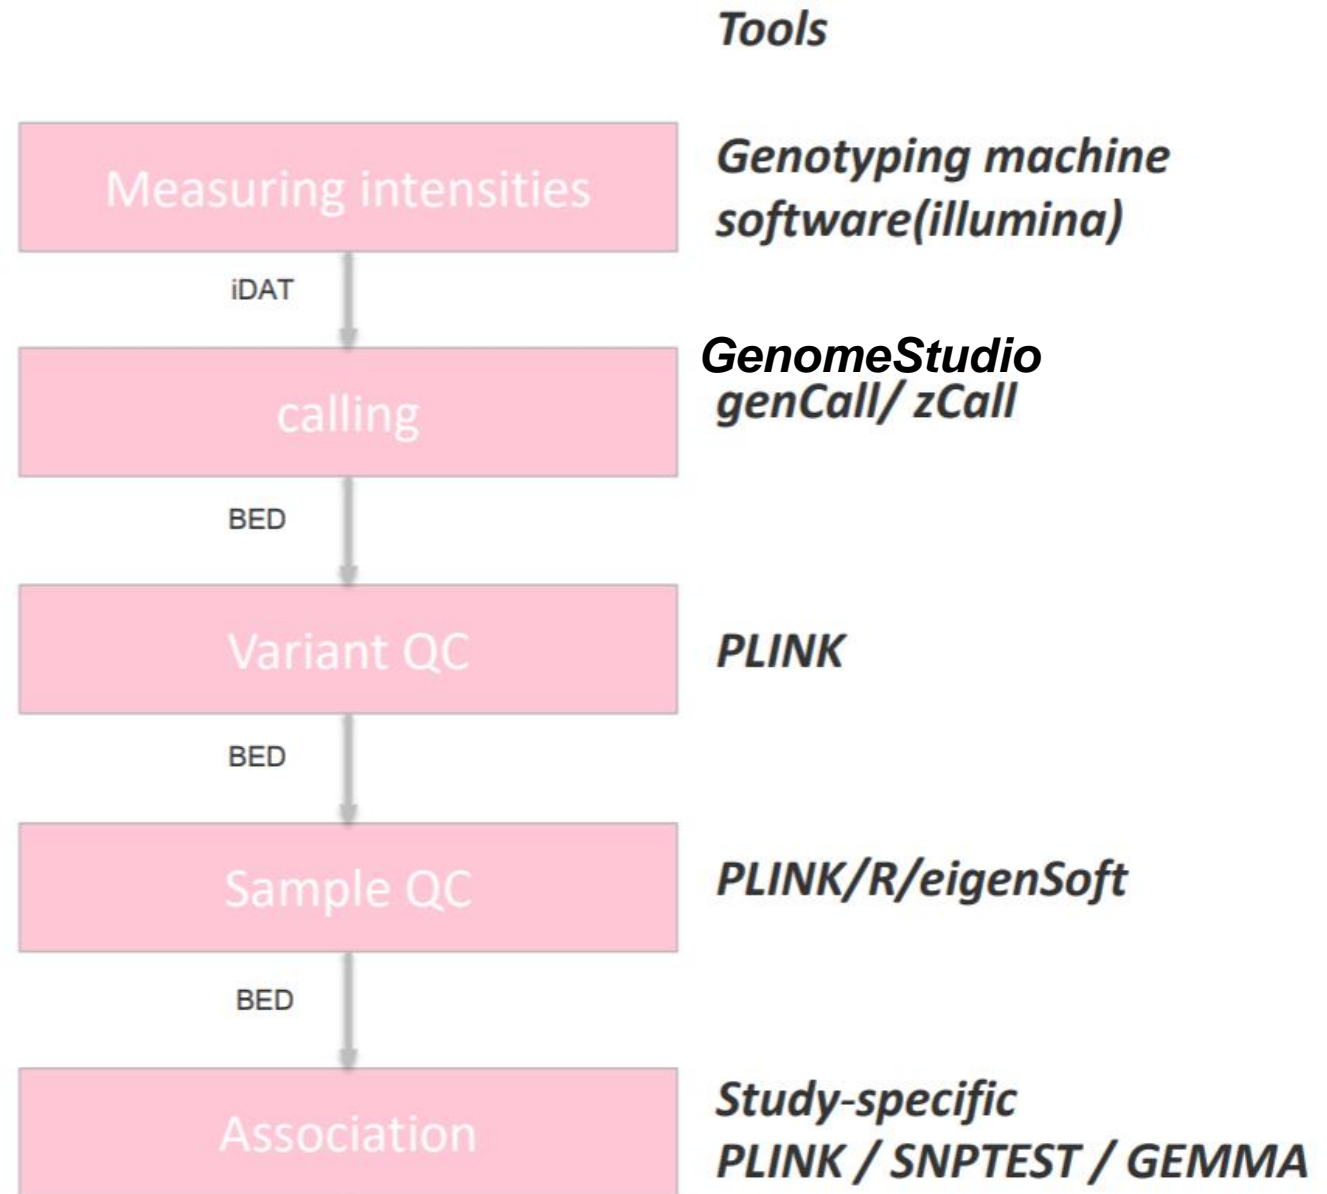 Tools
Measuring intensities
Genotyping machine
software(illumina)
iDAT
calling
GenomeStudio
genCall/ zCall
BED
Variant QC
PLINK
BED
Sample QC
PLINK/R/eigenSoft
BED
Association
Study-specific
PLINK / SNPTEST / GEMMA